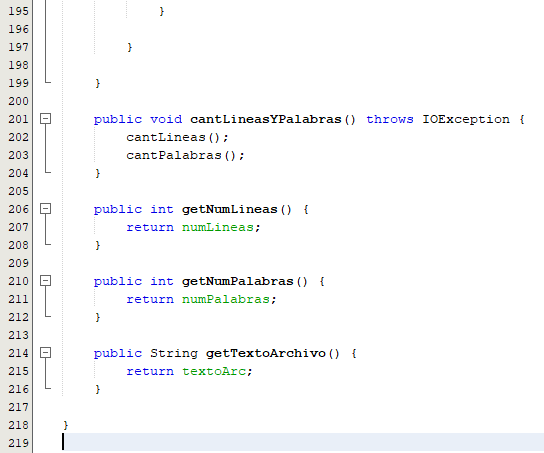 195             }
196
197         }
198
199     }
200
201     public void cantLineasYPalabras() throws IOException {
202         cantLineas();
203         cantPalabras();
204     }
205
206     public int getNumLineas() {
207         return numLineas;
208     }
209
210     public int getNumPalabras() {
211         return numPalabras;
212     }
213
214     public String getTextoArchivo() {
215         return textoArc;
216     }
217
218 }
219